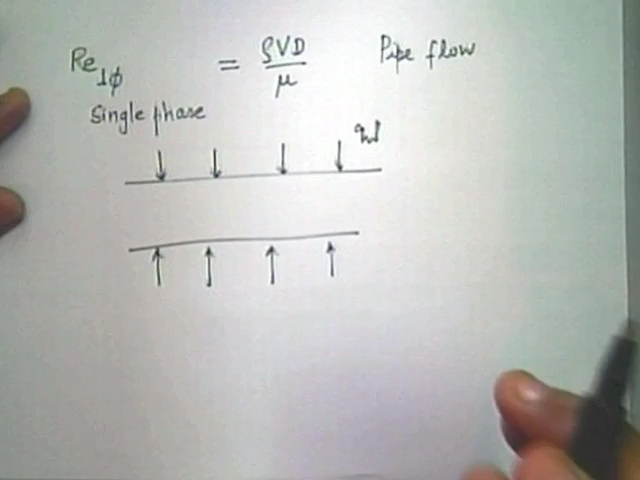 Re1ϕ = ρVD/μ Pipe flow
single phase